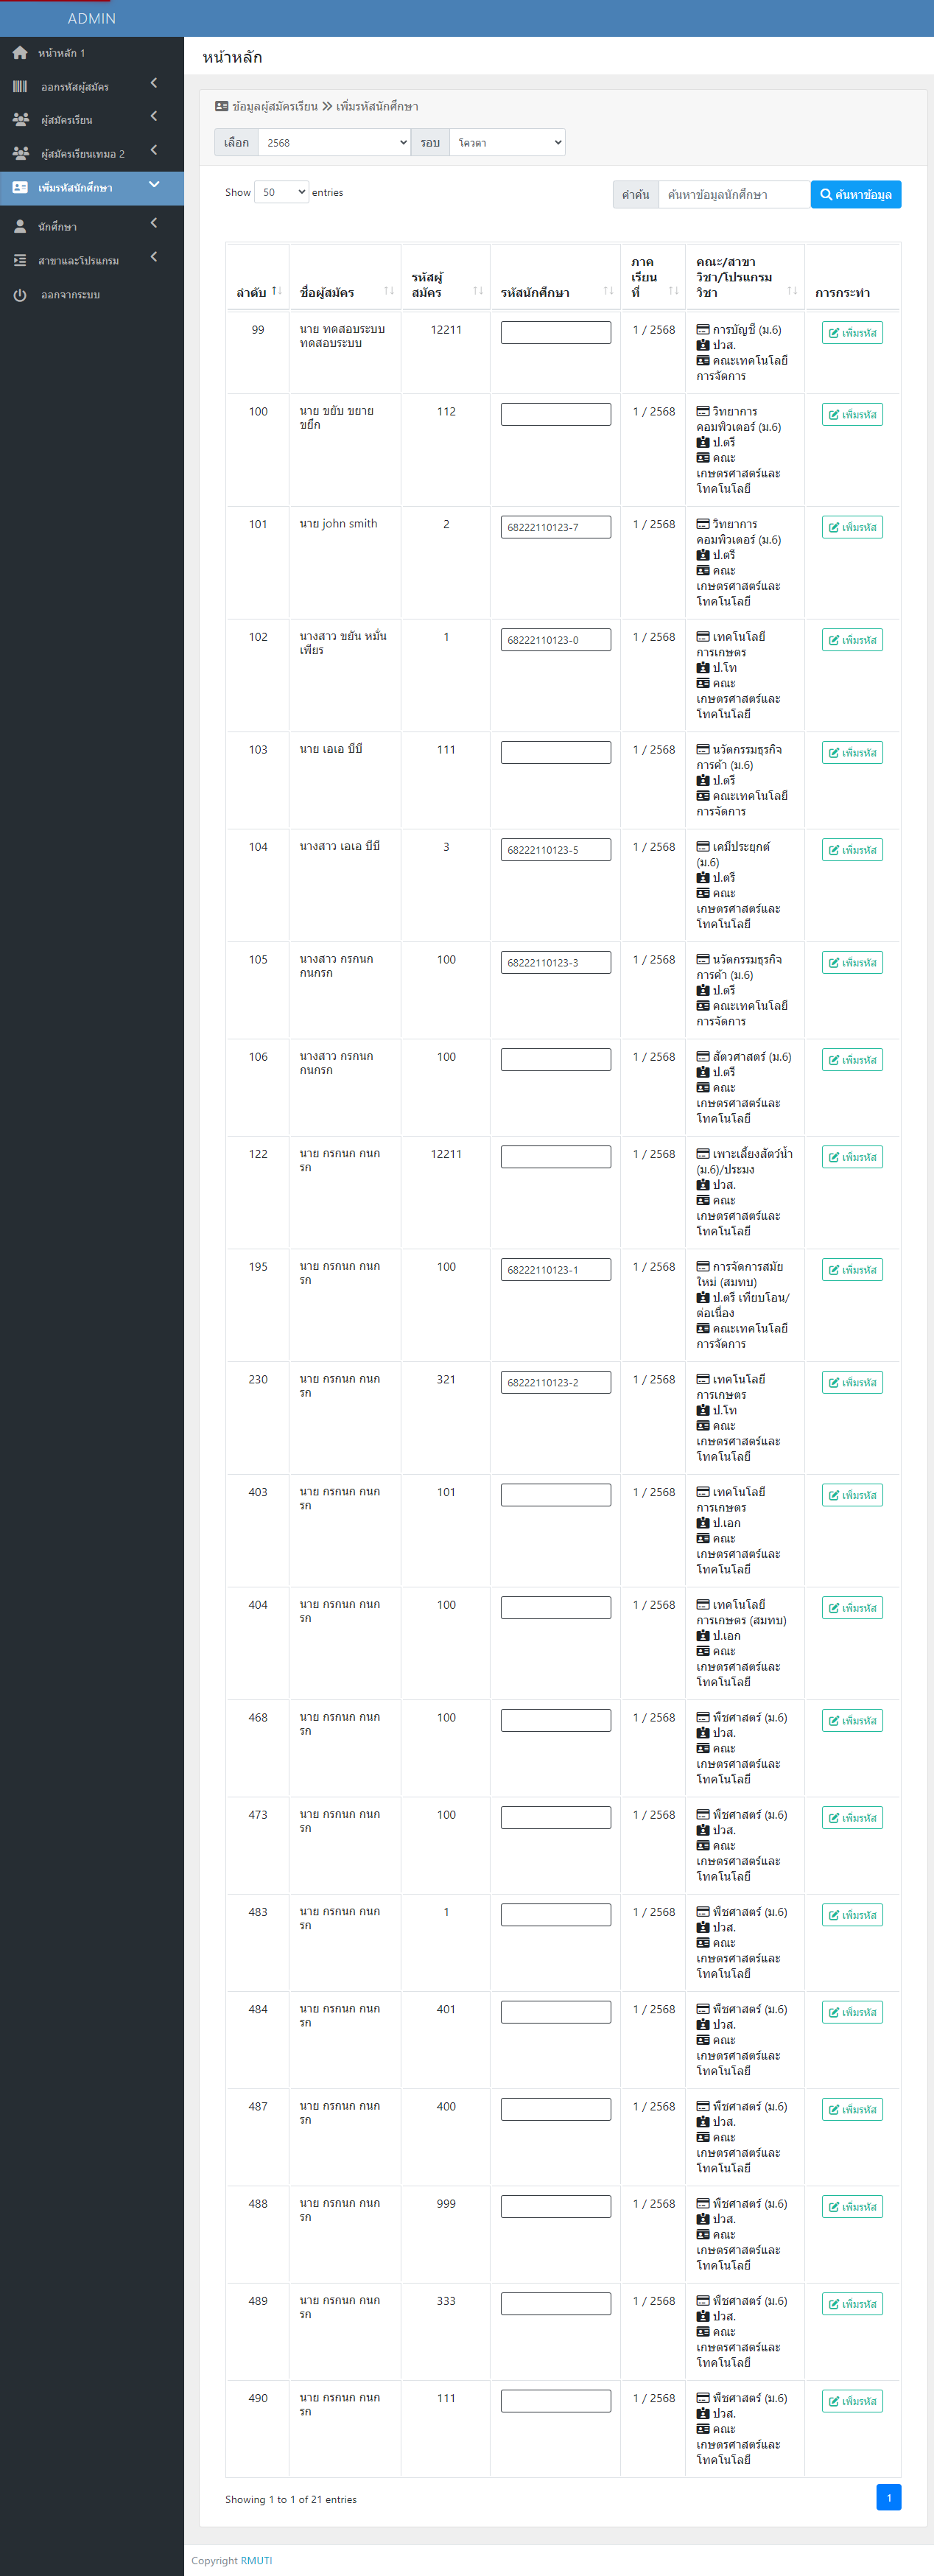 ADMIN
หน้าหลัก 1
ออกรหัสผู้สมัคร
ผู้สมัครเรียน
ผู้สมัครเรียนเทมอ 2
เพิ่มรหัสนักศึกษา
นักศึกษา
สาขาและโปรแกรม
ออกจากระบบ
หน้าหลัก
ข้อมูลผู้สมัครเรียน เพิ่มรหัสนักศึกษา
เลือก 2568 รอบ โควตา
Show 50 entries
คำค้น ค้นหาข้อมูลนักศึกษา ค้นหาข้อมูล
ลำดับ ชื่อผู้สมัคร รหัสผู้สมัคร รหัสนักศึกษา ภาคเรียนที่ คณะ/สาขาวิชา/โปรแกรมวิชา การกระทำ
99 นาย ทดสอบระบบ 12211 1 / 2568 การบัญชี (ม.6) เพิ่มรหัส
ทดสอบระบบ ปวส.
คณะเทคโนโลยี
การจัดการ
100 นาย ขยับ ขยาย 112 1 / 2568 วิทยาการ เพิ่มรหัส
ขยีก คอมพิวเตอร์ (ม.6)
ป.ตรี
คณะ
เกษตรศาสตร์และ
โทคโนโลยี
101 นาย john smith 2 68222110123-7 1 / 2568 วิทยาการ เพิ่มรหัส
คอมพิวเตอร์ (ม.6)
ป.ตรี
คณะ
เกษตรศาสตร์และ
โทคโนโลยี
102 นางสาว ขยัน หมั่น 1 68222110123-0 1 / 2568 เทคโนโลยี เพิ่มรหัส
เพียร การเกษตร
ป.โท
คณะ
เกษตรศาสตร์และ
โทคโนโลยี
103 นาย เอเอ บีบี 111 1 / 2568 นวัตกรรมธุรกิจ เพิ่มรหัส
การค้า (ม.6)
ป.ตรี
คณะเทคโนโลยี
การจัดการ
104 นางสาว เอเอ บีบี 3 68222110123-5 1 / 2568 เคมีประยุกต์ เพิ่มรหัส
(ม.6)
ป.ตรี
คณะ
เกษตรศาสตร์และ
โทคโนโลยี
105 นางสาว กรกนก 100 68222110123-3 1 / 2568 นวัตกรรมธุรกิจ เพิ่มรหัส
กนกรก การค้า (ม.6)
ป.ตรี
คณะเทคโนโลยี
การจัดการ
106 นางสาว กรกนก 100 1 / 2568 สัตวศาสตร์ (ม.6) เพิ่มรหัส
กนกรก ป.ตรี
คณะ
เกษตรศาสตร์และ
โทคโนโลยี
122 นาย กรกนก กนก 12211 1 / 2568 เพาะเลี้ยงสัตว์น้ำ เพิ่มรหัส
รก (ม.6)/ประมง
ปวส.
คณะ
เกษตรศาสตร์และ
โทคโนโลยี
195 นาย กรกนก กนก 100 68222110123-1 1 / 2568 การจัดการสมัย เพิ่มรหัส
รก ใหม่ (สมทบ)
ป.ตรี เทียบโอน/
ต่อเนื่อง
คณะเทคโนโลยี
การจัดการ
230 นาย กรกนก กนก 321 68222110123-2 1 / 2568 เทคโนโลยี เพิ่มรหัส
รก การเกษตร
ป.โท
คณะ
เกษตรศาสตร์และ
โทคโนโลยี
403 นาย กรกนก กนก 101 1 / 2568 เทคโนโลยี เพิ่มรหัส
รก การเกษตร
ป.เอก
คณะ
เกษตรศาสตร์และ
โทคโนโลยี
404 นาย กรกนก กนก 100 1 / 2568 เทคโนโลยี เพิ่มรหัส
รก การเกษตร (สมทบ)
ป.เอก
คณะ
เกษตรศาสตร์และ
โทคโนโลยี
468 นาย กรกนก กนก 100 1 / 2568 พืชศาสตร์ (ม.6) เพิ่มรหัส
รก ปวส.
คณะ
เกษตรศาสตร์และ
โทคโนโลยี
473 นาย กรกนก กนก 100 1 / 2568 พืชศาสตร์ (ม.6) เพิ่มรหัส
รก ปวส.
คณะ
เกษตรศาสตร์และ
โทคโนโลยี
483 นาย กรกนก กนก 1 1 / 2568 พืชศาสตร์ (ม.6) เพิ่มรหัส
รก ปวส.
คณะ
เกษตรศาสตร์และ
โทคโนโลยี
484 นาย กรกนก กนก 401 1 / 2568 พืชศาสตร์ (ม.6) เพิ่มรหัส
รก ปวส.
คณะ
เกษตรศาสตร์และ
โทคโนโลยี
487 นาย กรกนก กนก 400 1 / 2568 พืชศาสตร์ (ม.6) เพิ่มรหัส
รก ปวส.
คณะ
เกษตรศาสตร์และ
โทคโนโลยี
488 นาย กรกนก กนก 999 1 / 2568 พืชศาสตร์ (ม.6) เพิ่มรหัส
รก ปวส.
คณะ
เกษตรศาสตร์และ
โทคโนโลยี
489 นาย กรกนก กนก 333 1 / 2568 พืชศาสตร์ (ม.6) เพิ่มรหัส
รก ปวส.
คณะ
เกษตรศาสตร์และ
โทคโนโลยี
490 นาย กรกนก กนก 111 1 / 2568 พืชศาสตร์ (ม.6) เพิ่มรหัส
รก ปวส.
คณะ
เกษตรศาสตร์และ
โทคโนโลยี
Showing 1 to 1 of 21 entries 1
Copyright RMUTI